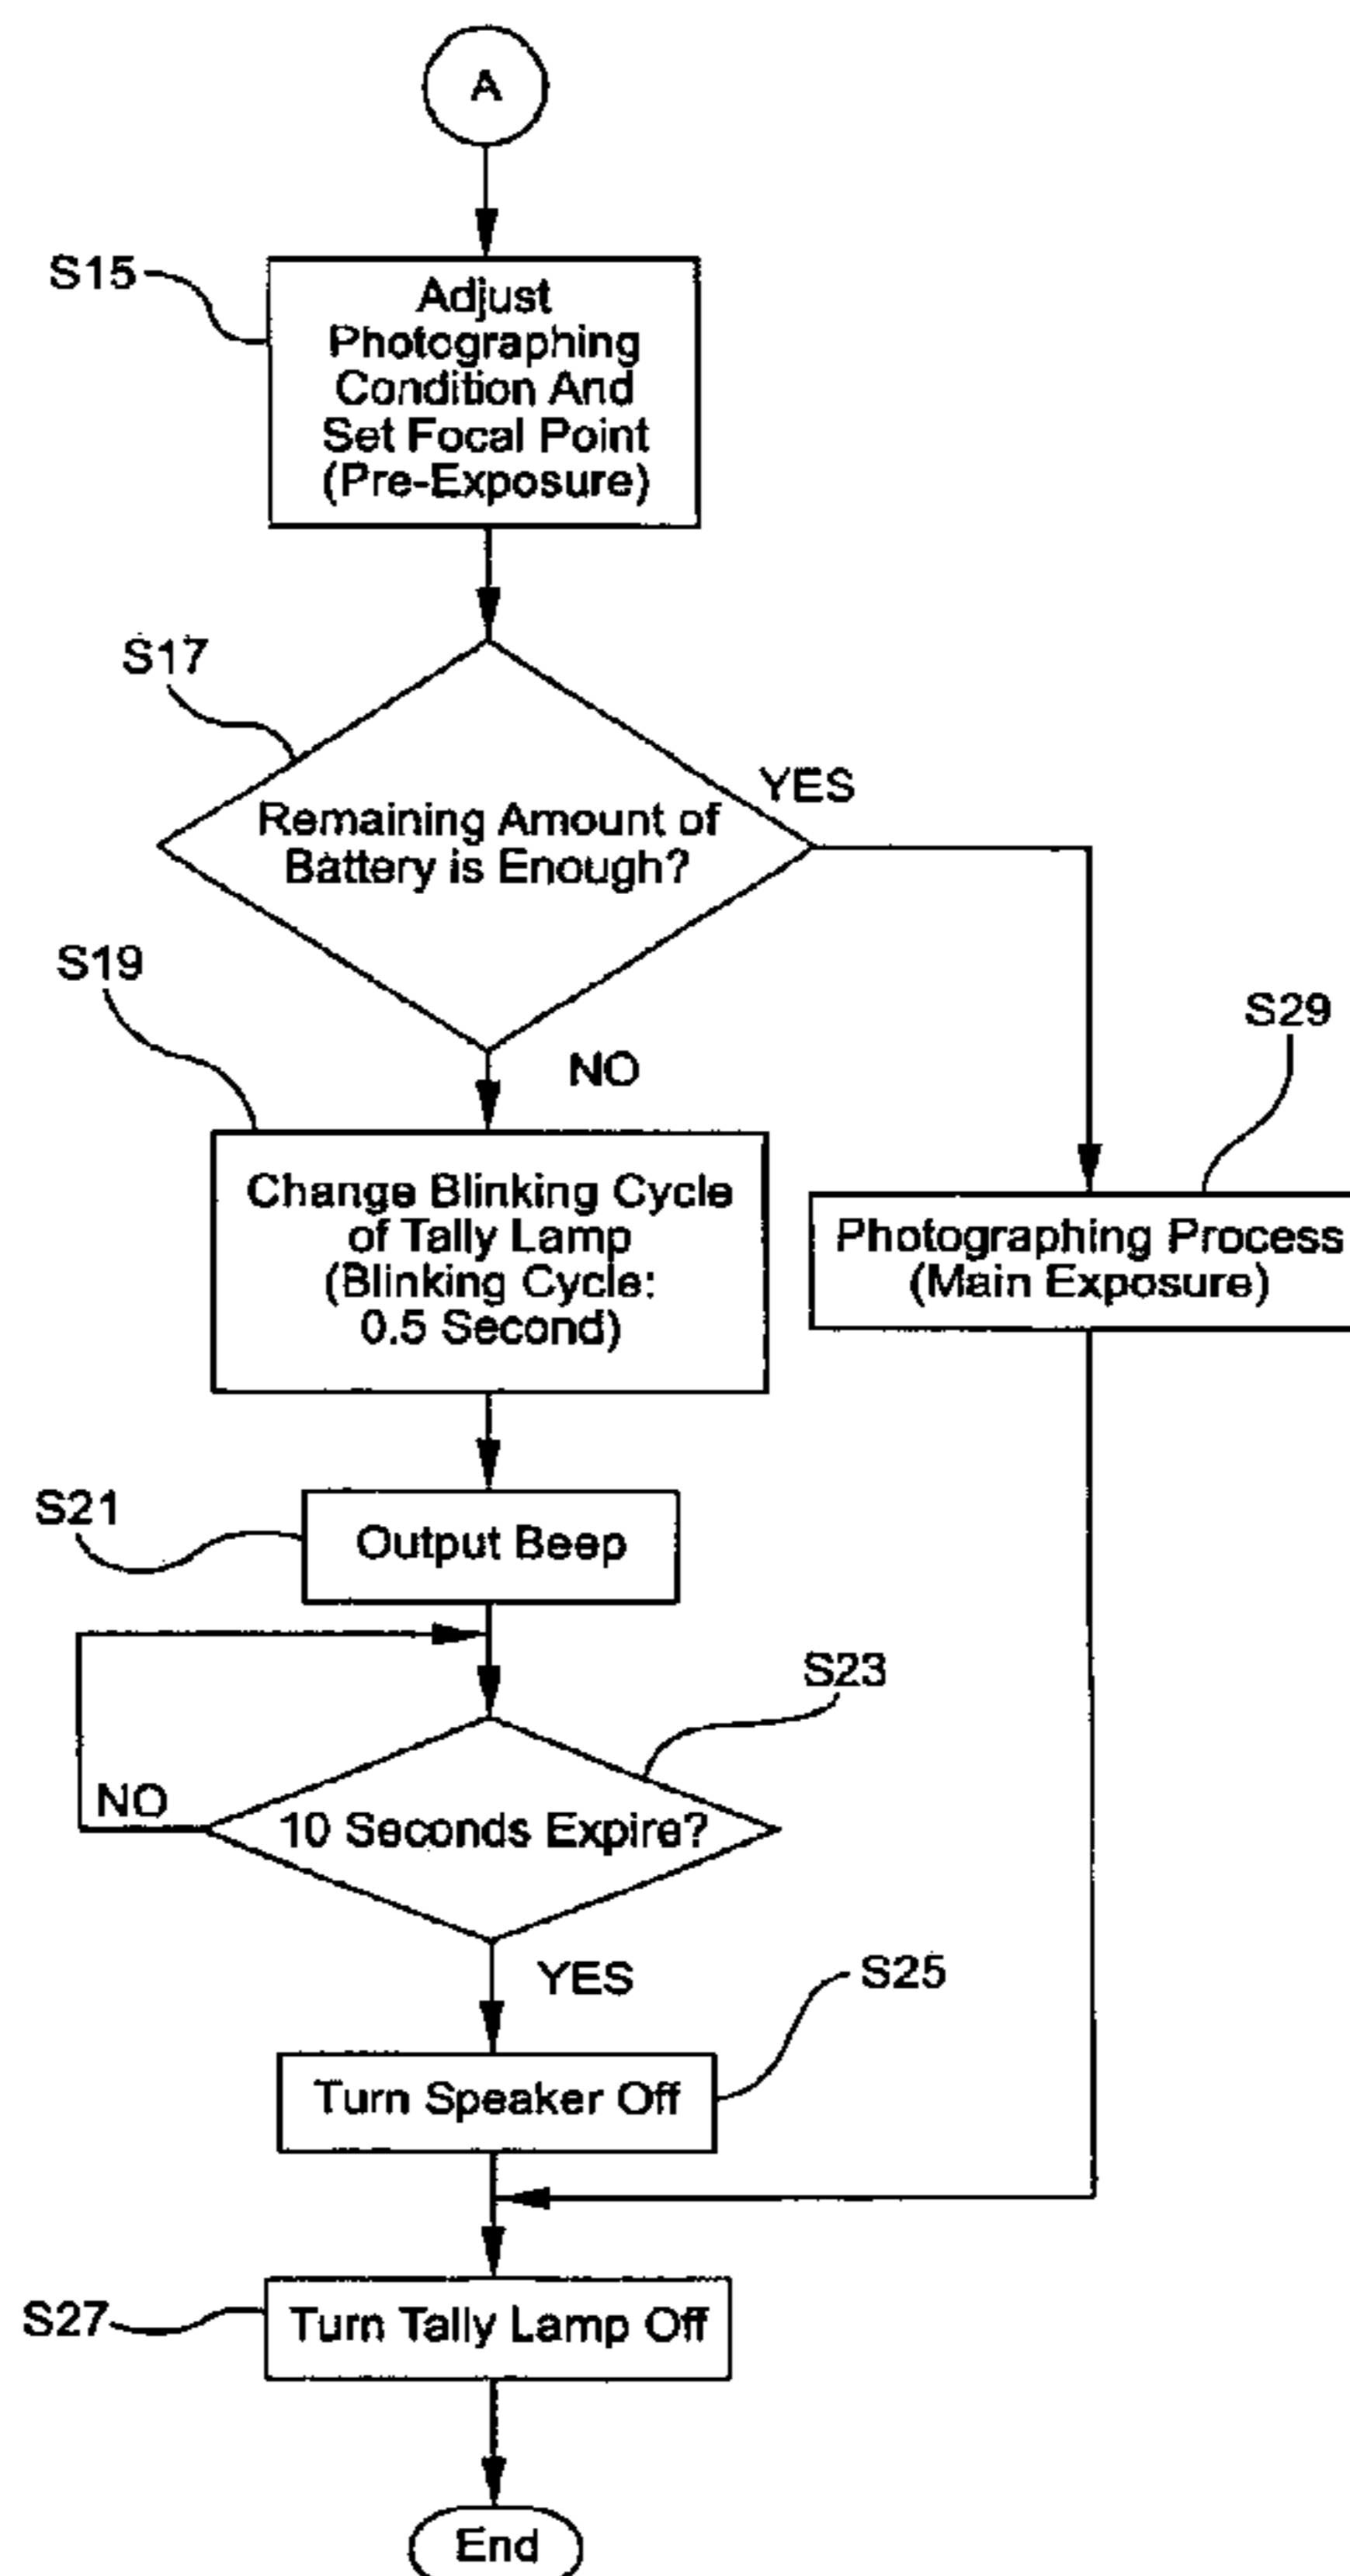 A
S15
Adjust
Photographing
Condition And
Set Focal Point
(Pre-Exposure)
S17
YES
Remaining Amount of
Battery is Enough?
S19
S29
NO
Change Blinking Cycle
of Tally Lamp
(Blinking Cycle:
0.5 Second)
Photographing Process
(Main Exposure)
S21
Output Beep
S23
NO
10 Seconds Expire?
YES
S25
Turn Speaker Off
S27
Turn Tally Lamp Off
End